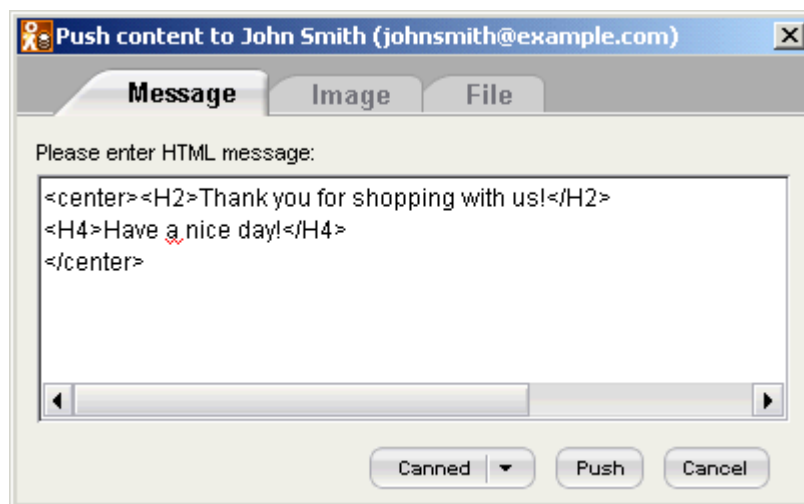 Push content to John Smith (johnsmith@example.com)
Message Image File
Please enter HTML message:
<center><H2>Thank you for shopping with us!</H2>
<H4>Have a nice day!</H4>
</center>
Canned Push Cancel